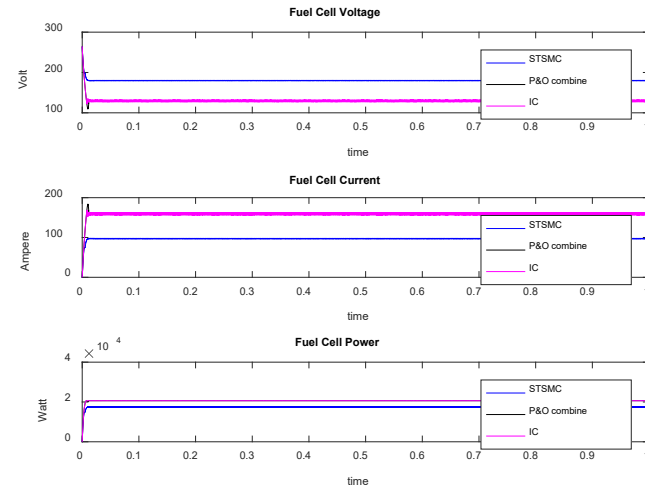 Fuel Cell Voltage
300
200
100
Volt
STSMC
P&O combine
IC
0 0.1 0.2 0.3 0.4 0.5 0.6 0.7 0.8 0.9 1
time
Fuel Cell Current
200
100
0
Ampere
STSMC
P&O combine
IC
0 0.1 0.2 0.3 0.4 0.5 0.6 0.7 0.8 0.9 1
time
Fuel Cell Power
× 10 4
4
2
0
Watt
STSMC
P&O combine
IC
0 0.1 0.2 0.3 0.4 0.5 0.6 0.7 0.8 0.9 1
time